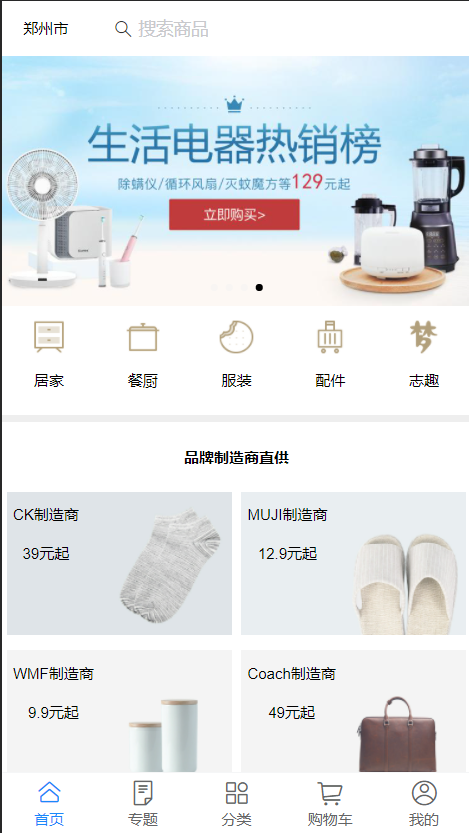 郑州市
搜索商品
生活电器热销榜
除螨仪/循环风扇/灭蚊魔方等129元起
立即购买>
居家 餐厨 服装 配件 志趣
品牌制造商直供
CK制造商
39元起
MUJI制造商
12.9元起
WMF制造商
9.9元起
Coach制造商
49元起
首页 专题 分类 购物车 我的